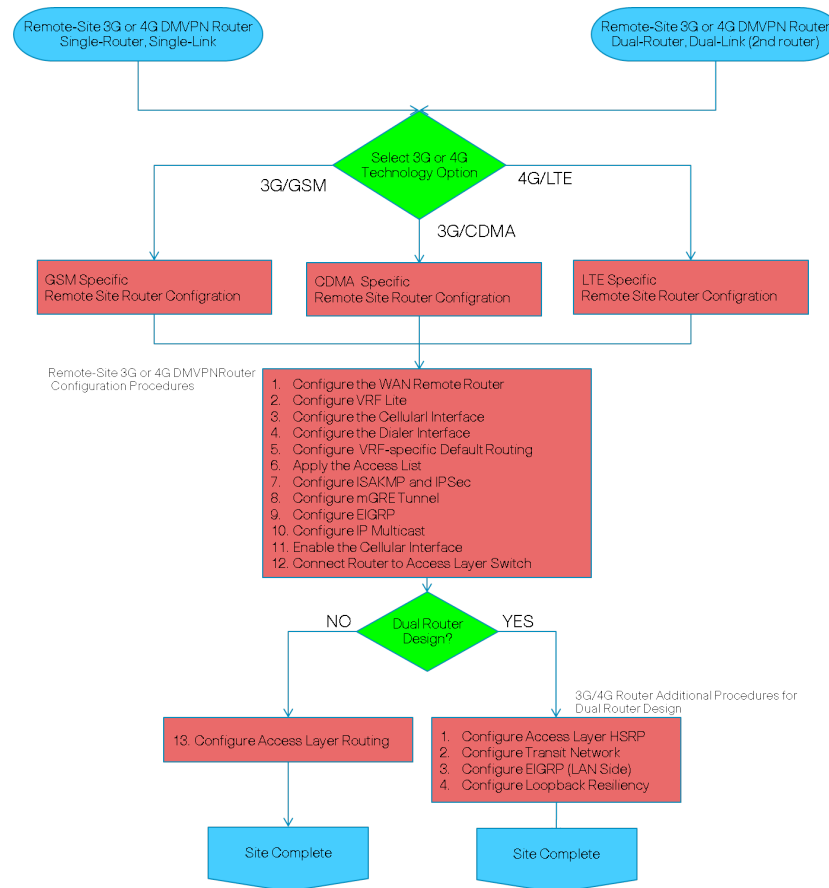 Remote-Site 3G or 4G DMVPN Router
Single-Router, Single-Link
Remote-Site 3G or 4G DMVPN Router
Dual-Router, Dual-Link (2nd router)
Select 3G or 4G
Technology Option
3G/GSM
4G/LTE
3G/CDMA
GSM Specific
Remote Site Router Configration
CDMA Specific
Remote Site Router Configration
LTE Specific
Remote Site Router Configration
Remote-Site 3G or 4G DMVPNRouter
Configuration Procedures
1. Configure the WAN Remote Router
2. Configure VRF Lite
3. Configure the Cellularl Interface
4. Configure the Dialer Interface
5. Configure VRF-specific Default Routing
6. Apply the Access List
7. Configure ISAKMP and IPSec
8. Configure mGRE Tunnel
9. Configure EIGRP
10. Configure IP Multicast
11. Enable the Cellular Interface
12. Connect Router to Access Layer Switch
NO
Dual Router
Design?
YES
3G/4G Router Additional Procedures for
Dual Router Design
13. Configure Access Layer Routing
1. Configure Access Layer HSRP
2. Configure Transit Network
3. Configure EIGRP (LAN Side)
4. Configure Loopback Resiliency
Site Complete
Site Complete